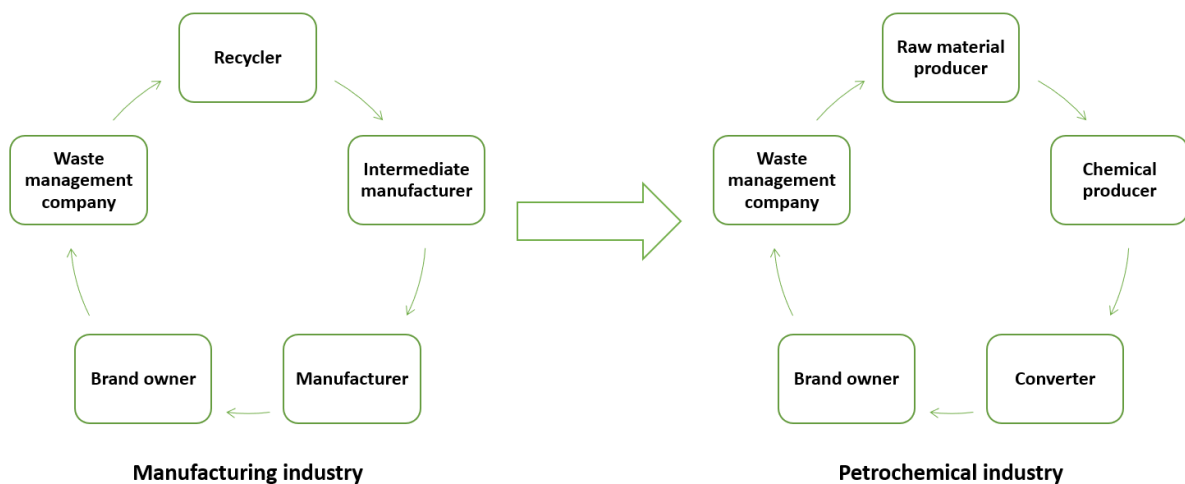 Recycler
Intermediate
manufacturer
Manufacturer
Brand owner
Waste
management
company
Manufacturing industry
Raw material
producer
Chemical
producer
Converter
Brand owner
Waste
management
company
Petrochemical industry